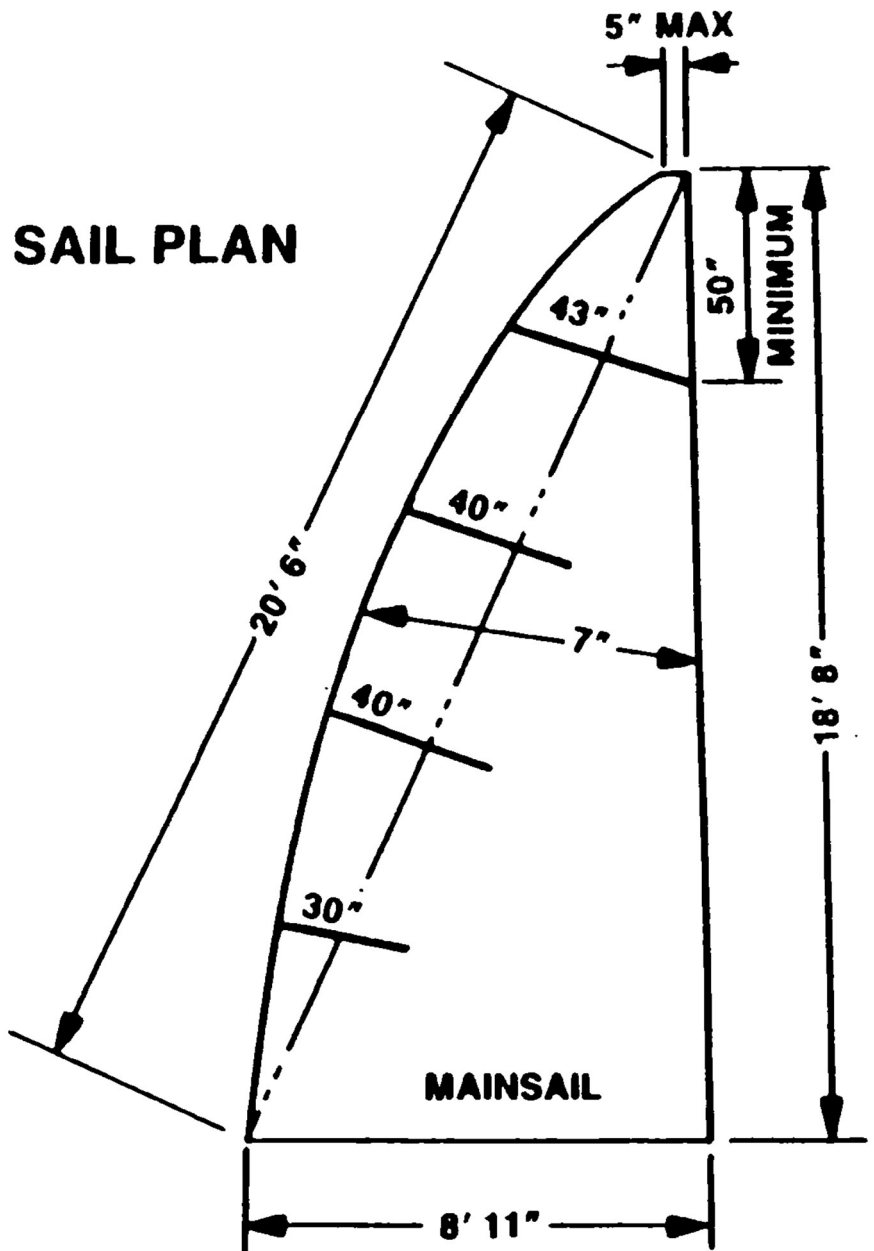 5" MAX
SAIL PLAN
50"
MINIMUM
43"
40"
20' 6"
7"
18' 8"
40"
30"
MAINSAIL
8' 11"